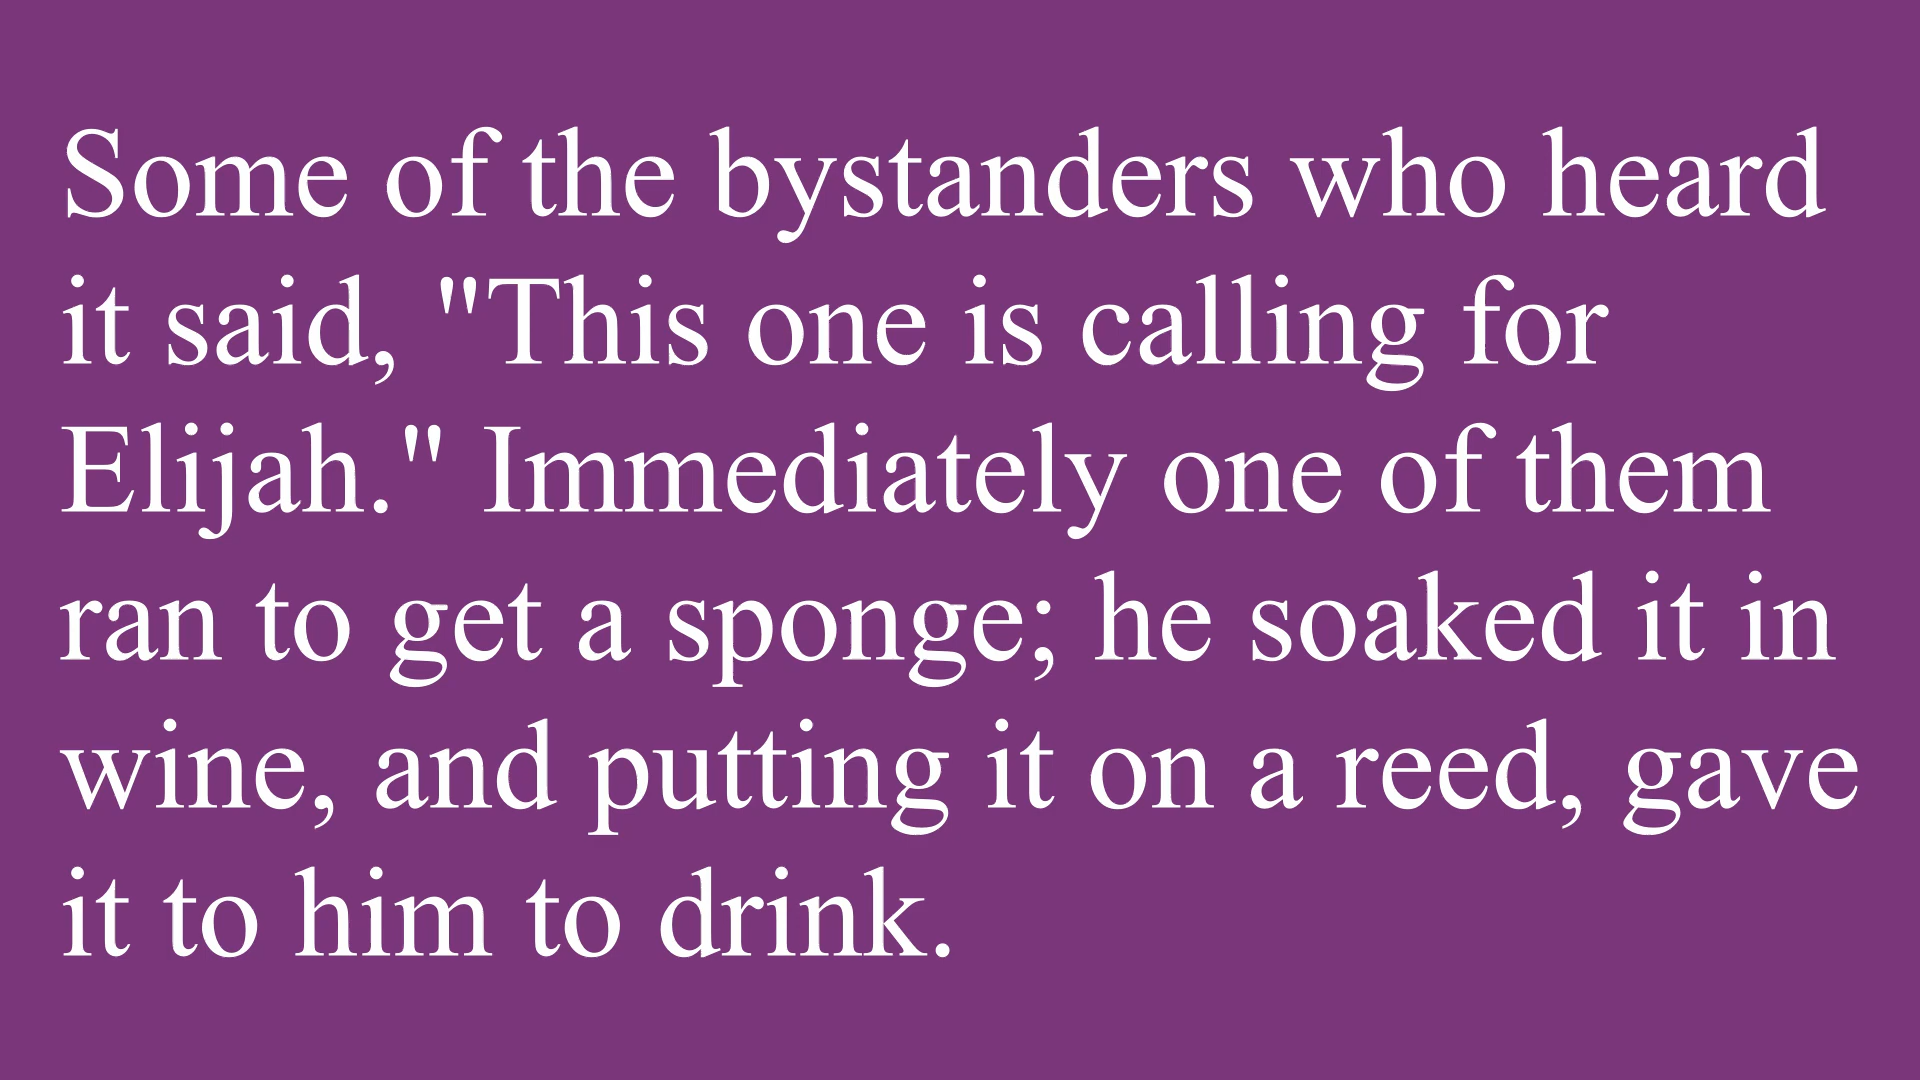 Some of the bystanders who heard
it said, "This one is calling for
Elijah." Immediately one of them
ran to get a sponge; he soaked it in
wine, and putting it on a reed, gave
it to him to drink.